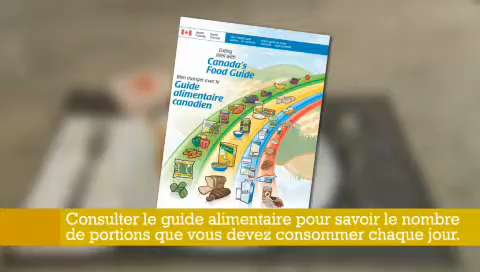 Eating
Well with
Canada's
Food Guide
Bien manger avec le
Guide
alimentaire
canadien
Consulter le guide alimentaire pour savoir le nombre
de portions que vous devez consommer chaque jour.